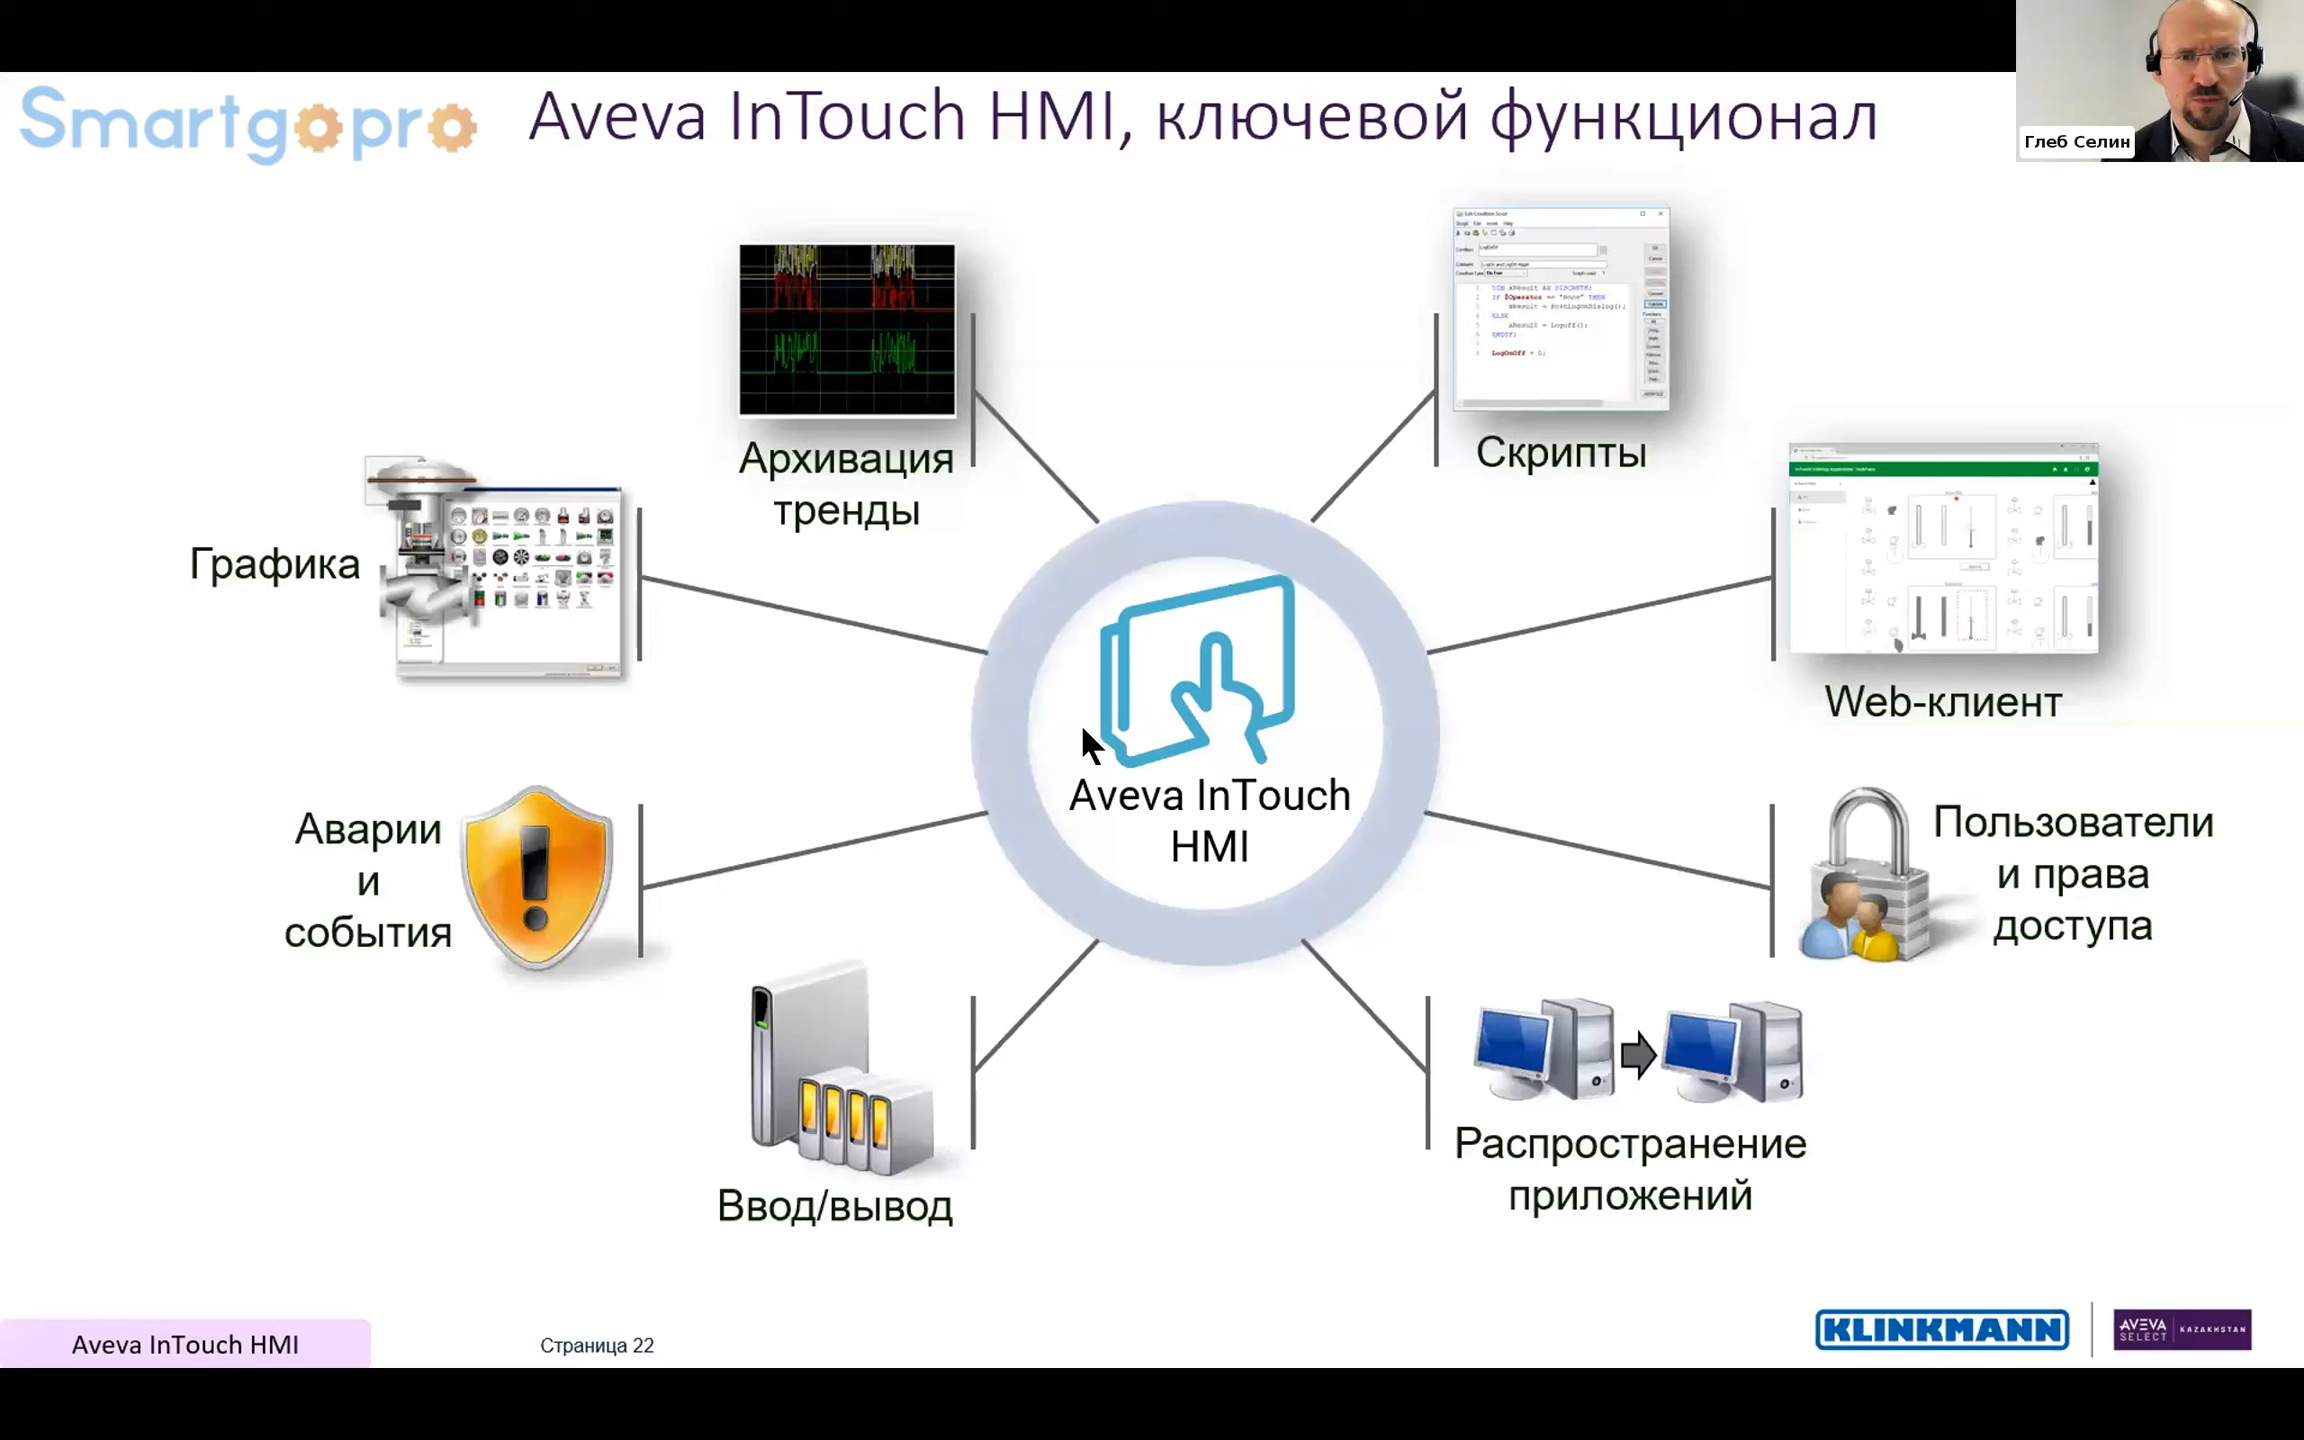 Smartgopro
Aveva InTouch HMI, ключевой функционал
Глеб Селин
Архивация
тренды
Скрипты
Графика
Web-клиент
Aveva InTouch
HMI
Аварии
и
события
Пользователи
и права
доступа
Ввод/вывод
Распространение
приложений
Aveva InTouch HMI
Страница 22
KLINKMANN
AVEVA
SELECT
KAZAKHSTAN